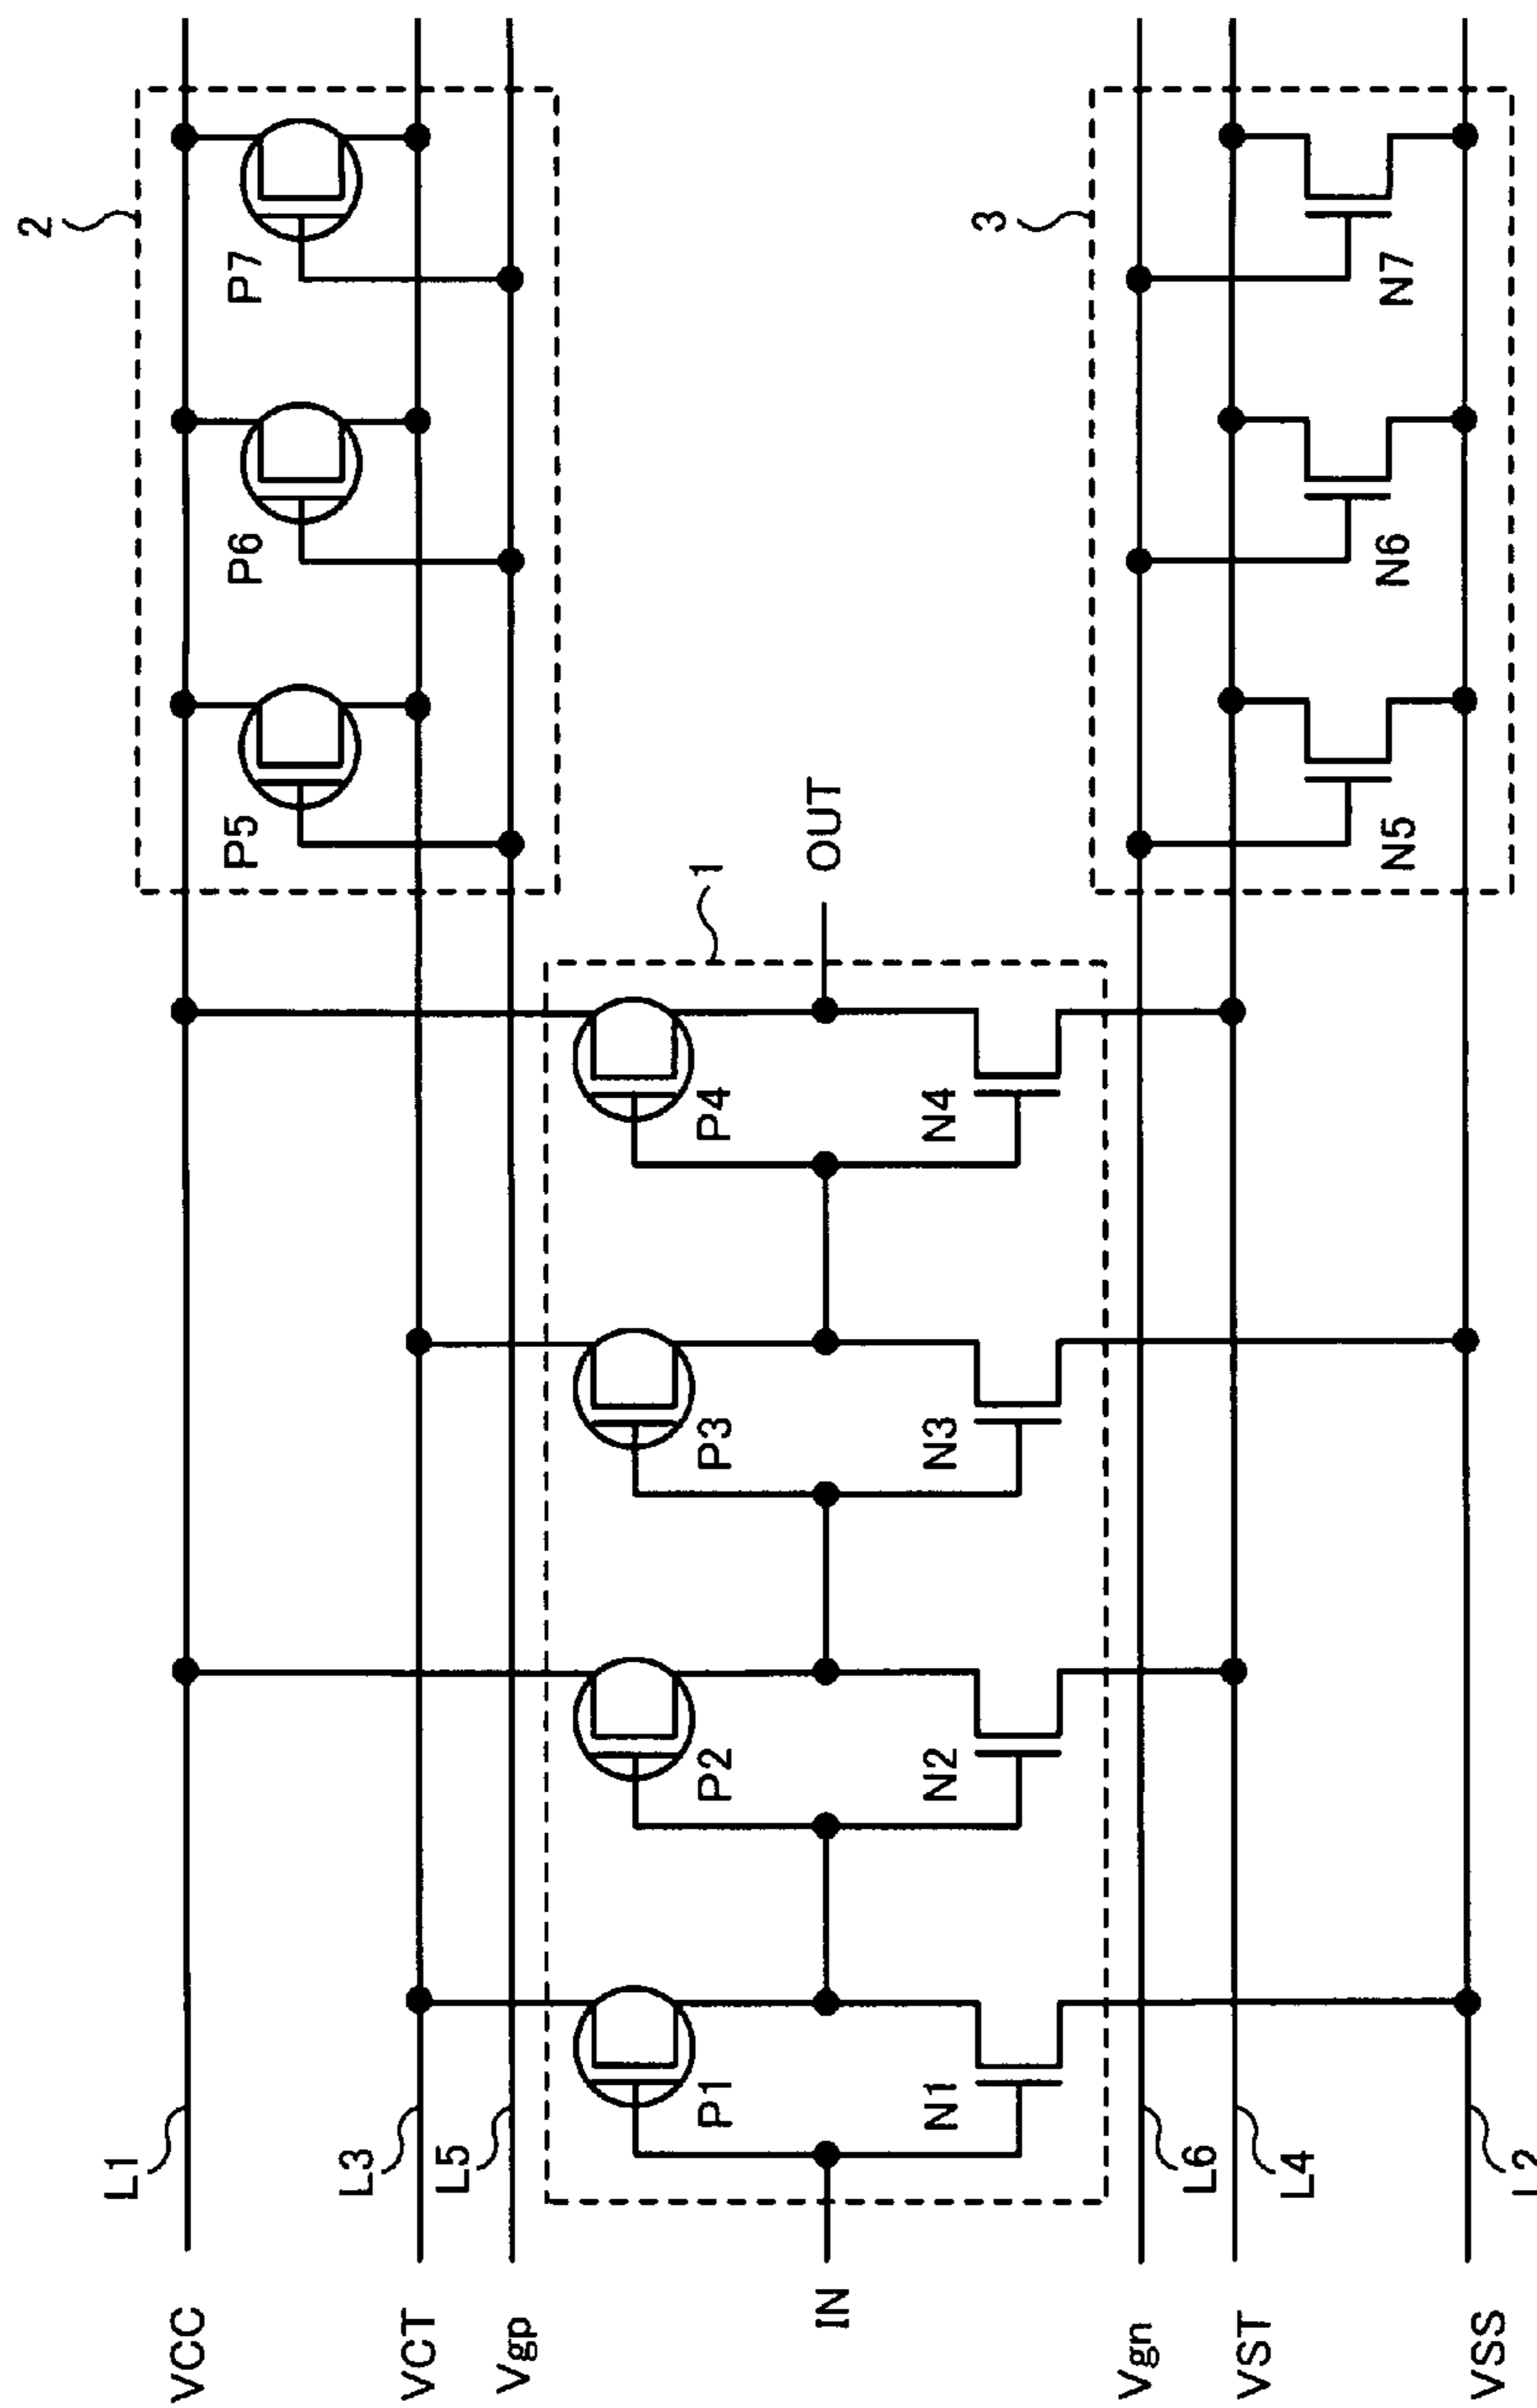 2
P5
P6
P7
1
OUT
3
N5
N6
N7
P1
P2
P3
P4
N1
N2
N3
N4
L1
VCC
L3
VCT
L5
Vgp
IN
L6
Vgn
L4
VST
L2
VSS